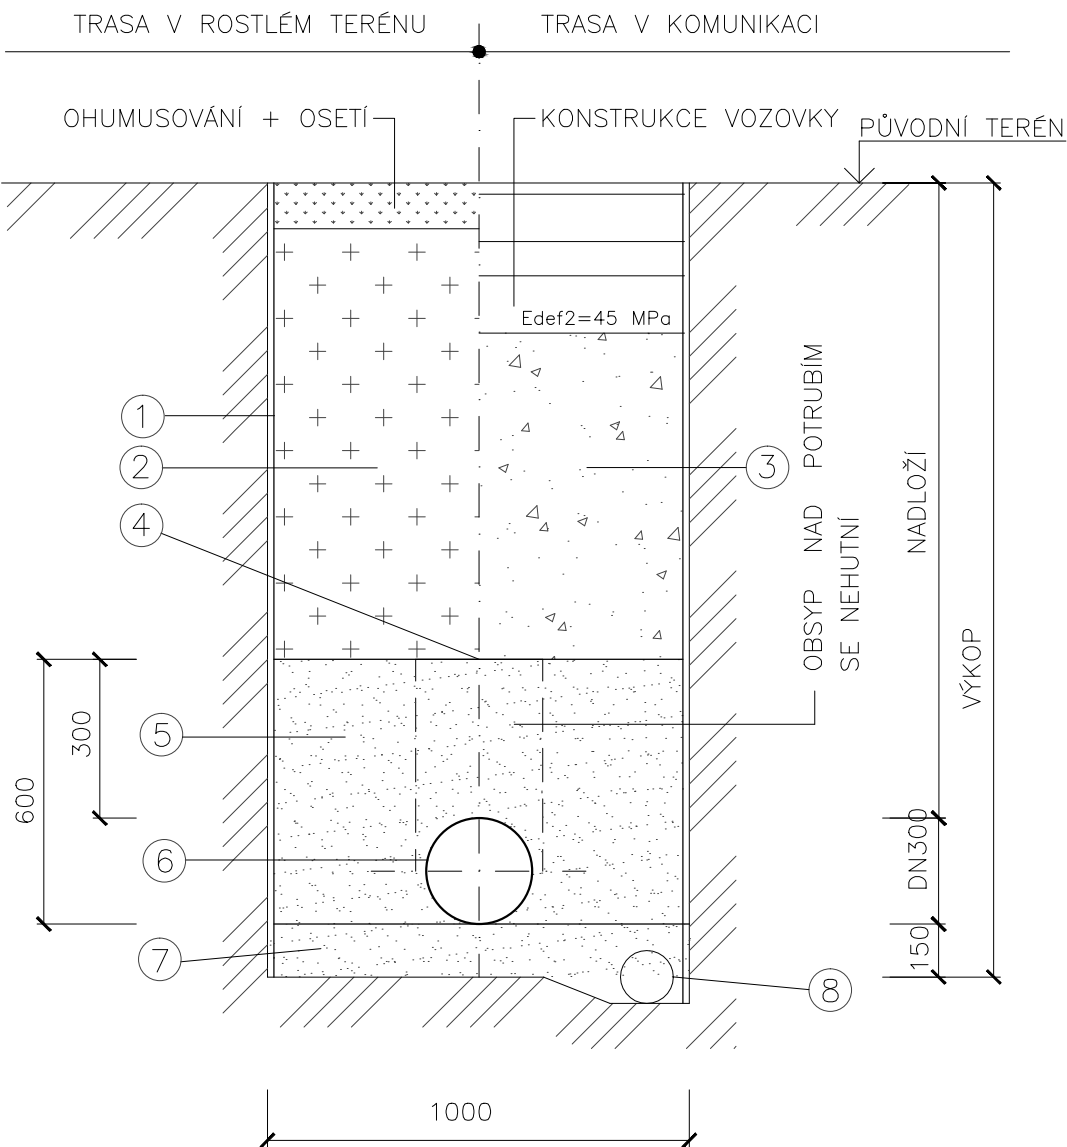 TRASA V ROSTLÉM TERÉNU
TRASA V KOMUNIKACI
OHUMUSOVÁNÍ + OSETÍ
KONSTRUKCE VOZOVKY
PŮVODNÍ TERÉN
Edef2=45 MPa
1
2
3
4
OBSYP NAD POTRUBÍM
SE NEHUTNÍ
NADLOŽÍ
VÝKOP
5
300
600
6
DN300
7
150
8
1000